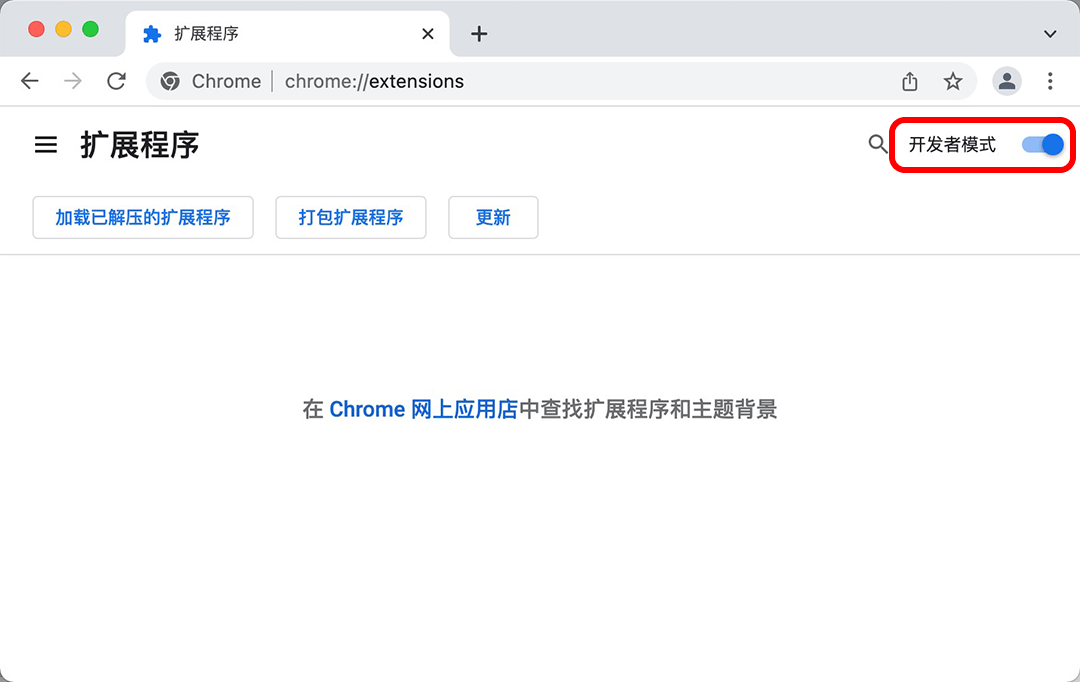 扩展程序
Chrome chrome://extensions
扩展程序
开发者模式
加载已解压的扩展程序 打包扩展程序 更新
在 Chrome 网上应用店中查找扩展程序和主题背景